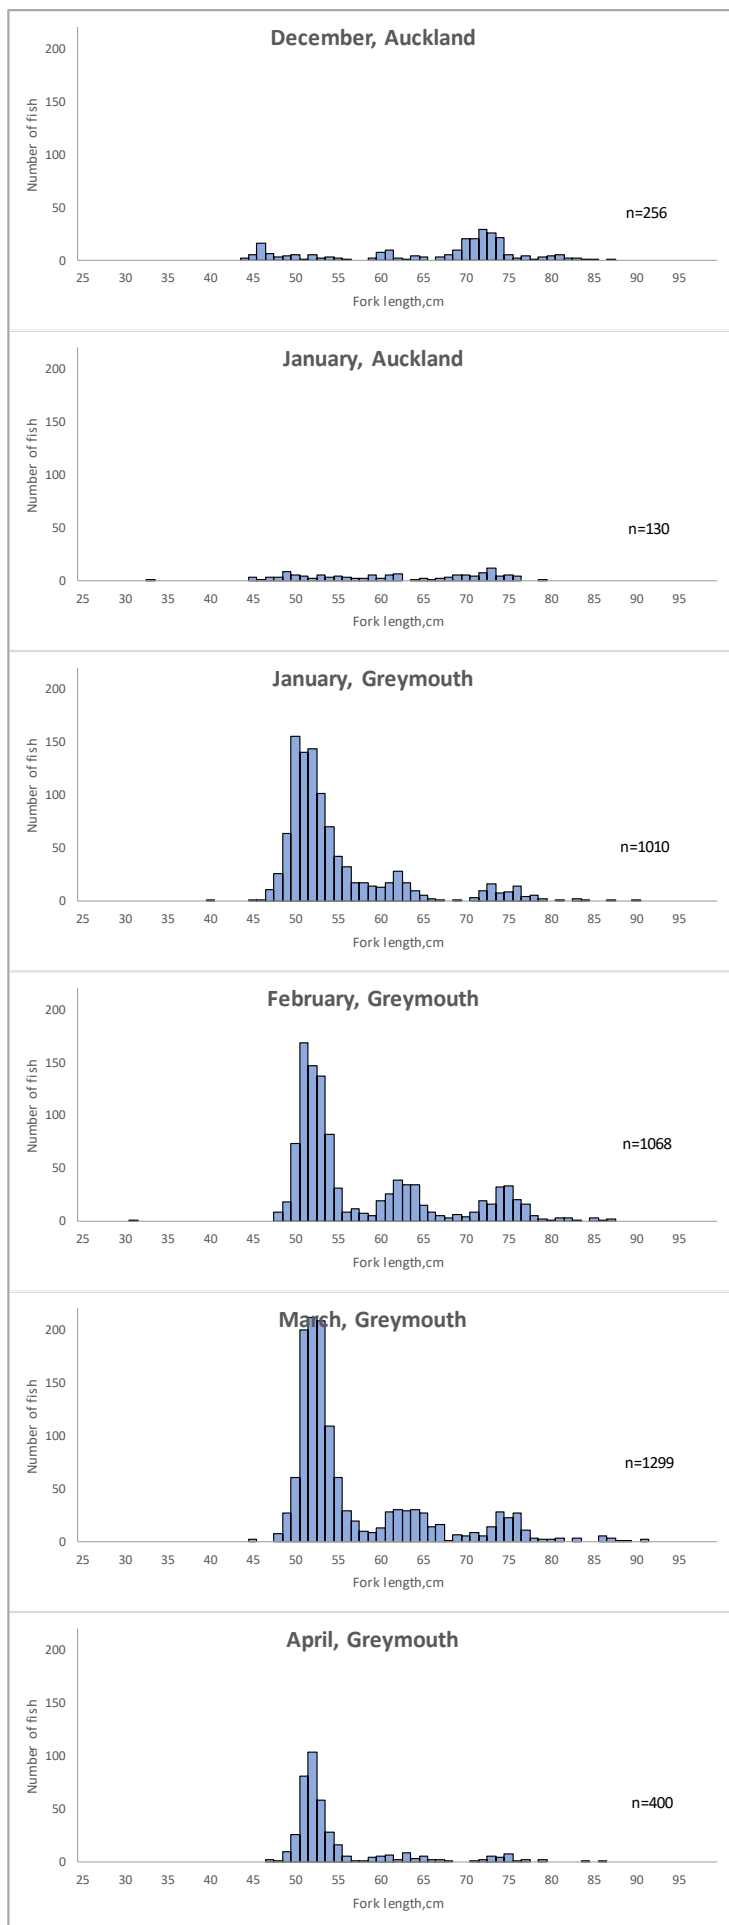 December, Auckland
200
150
100
50
0
Number of fish
n=256
25 30 35 40 45 50 55 60 65 70 75 80 85 90 95
Fork length,cm
January, Auckland
200
150
100
50
0
Number of fish
n=130
25 30 35 40 45 50 55 60 65 70 75 80 85 90 95
Fork length,cm
January, Greymouth
200
150
100
50
0
Number of fish
n=1010
25 30 35 40 45 50 55 60 65 70 75 80 85 90 95
Fork length,cm
February, Greymouth
200
150
100
50
0
Number of fish
n=1068
25 30 35 40 45 50 55 60 65 70 75 80 85 90 95
Fork length,cm
March, Greymouth
200
150
100
50
0
Number of fish
n=1299
25 30 35 40 45 50 55 60 65 70 75 80 85 90 95
Fork length,cm
April, Greymouth
200
150
100
50
0
Number of fish
n=400
25 30 35 40 45 50 55 60 65 70 75 80 85 90 95
Fork length,cm